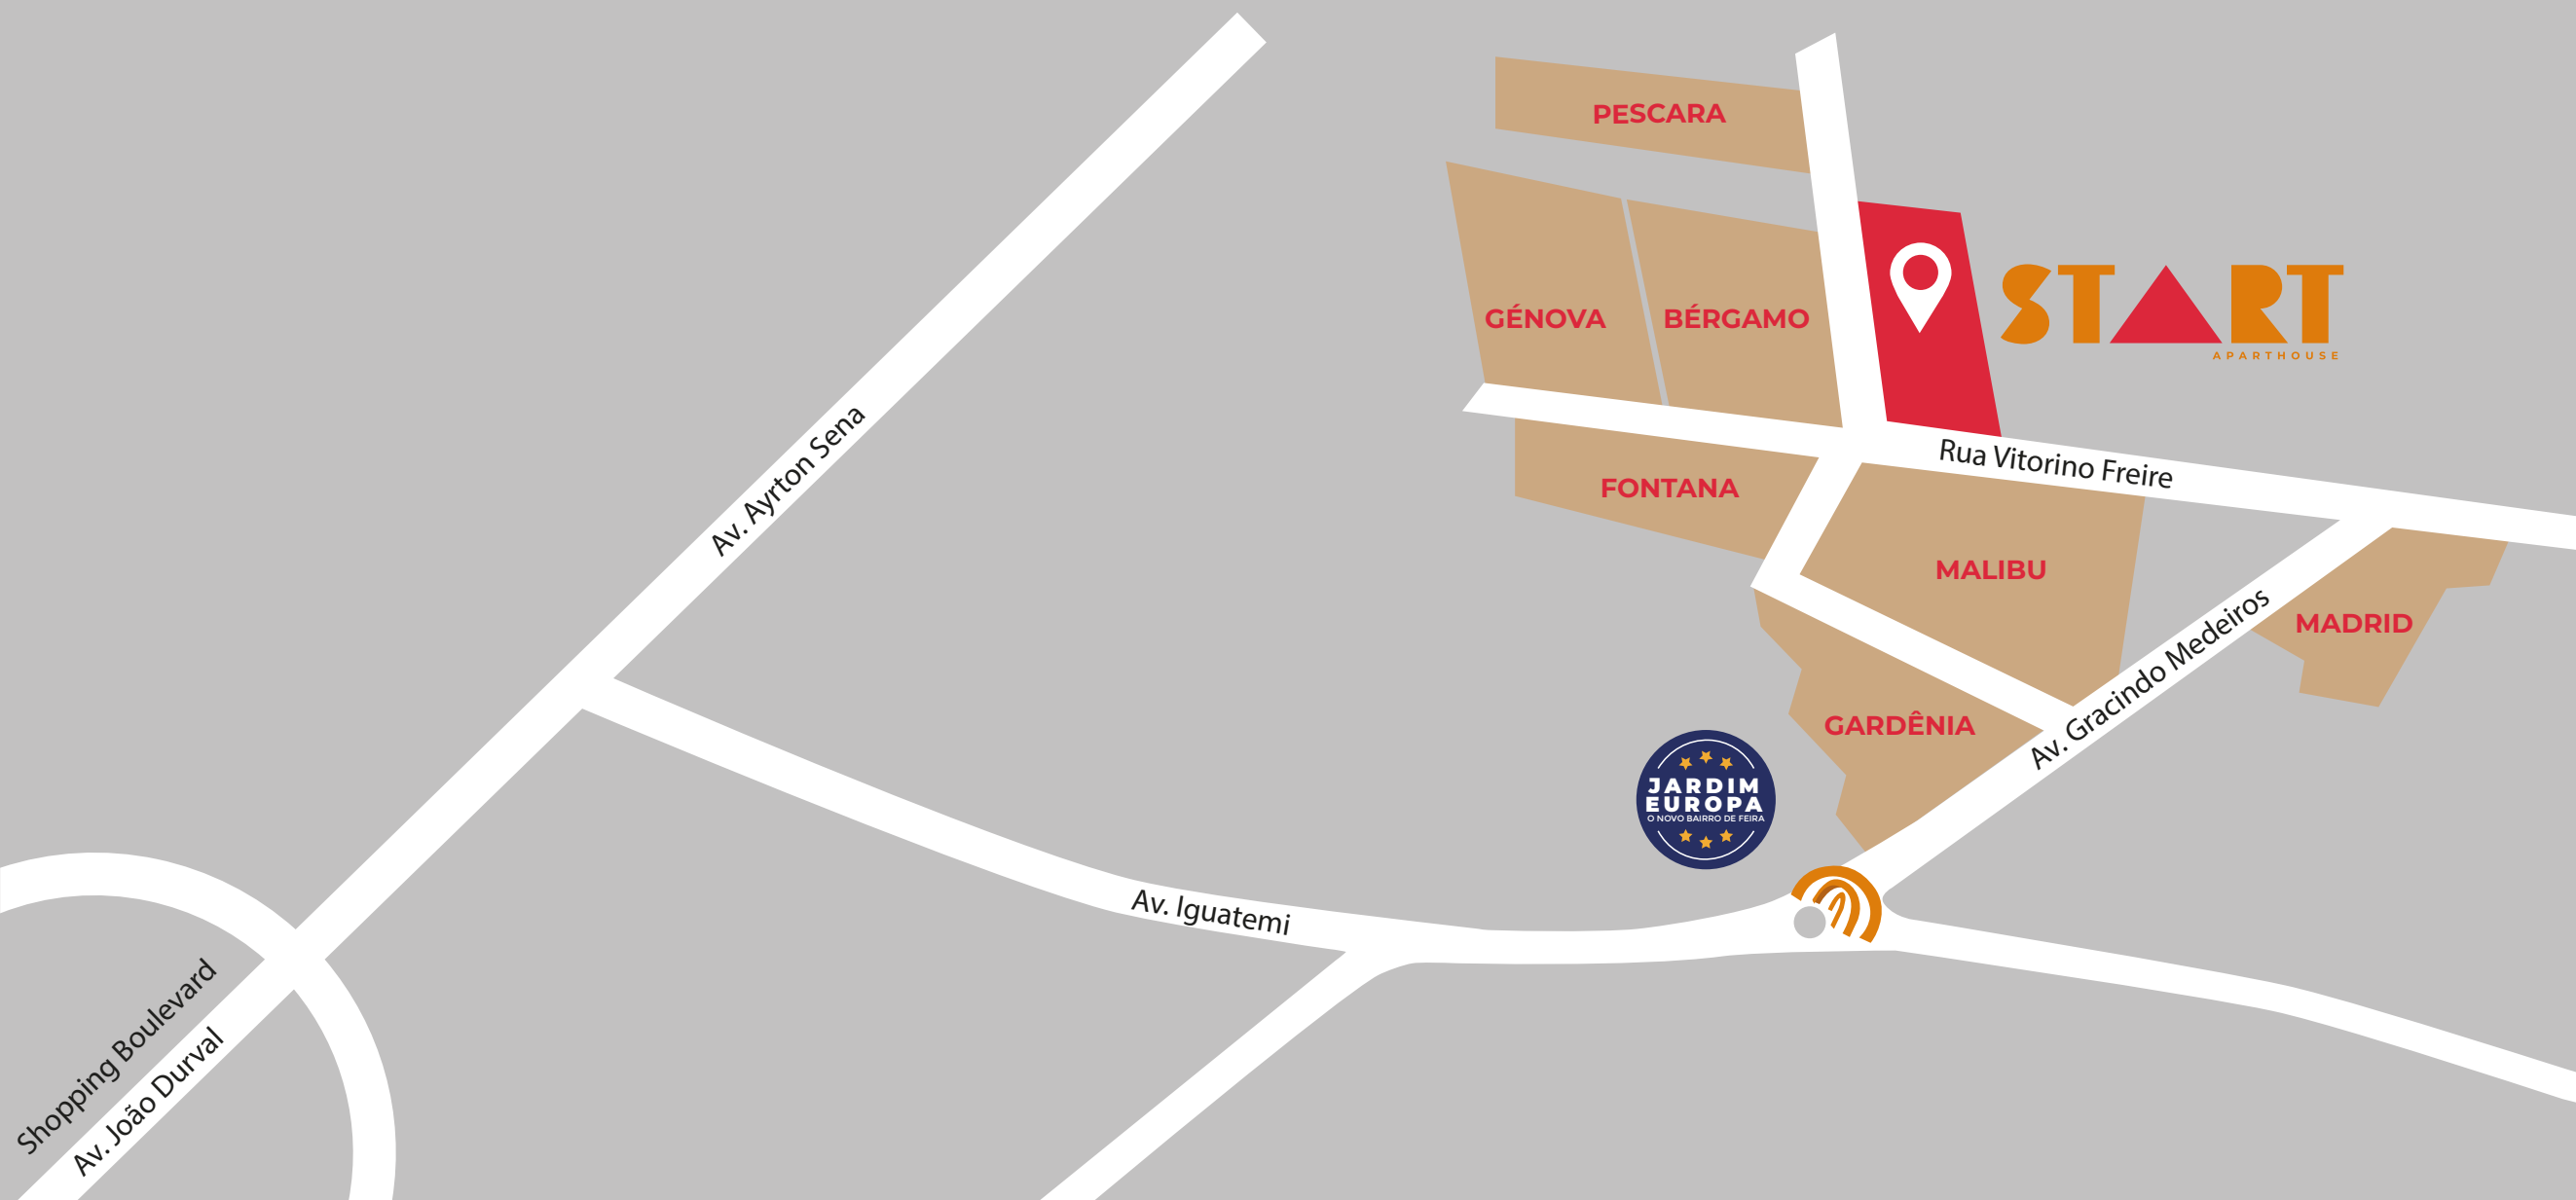 PESCARA
GÉNOVA
BÉRGAMO
START
APARTHOUSE
Av. Ayrton Sena
Rua Vitorino Freire
FONTANA
MALIBU
MADRID
Av. Gracindo Medeiros
GARDÊNIA
JARDIM
EUROPA
O NOVO BAIRRO DE FEIRA
Av. Iguatemi
Shopping Boulevard
Av. João Durval